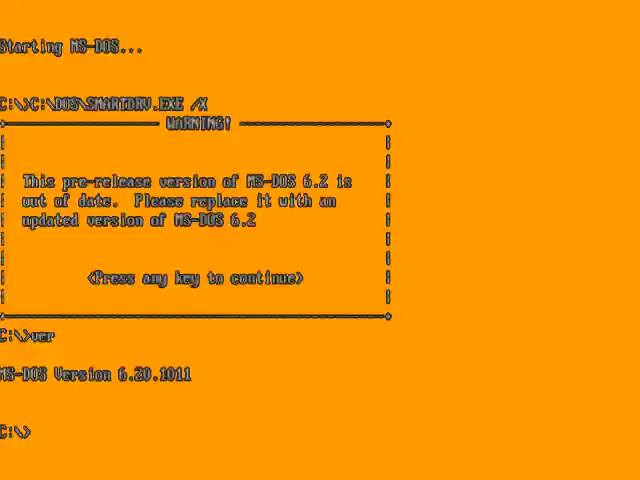 Starting MS-DOS...
C:\>C:\DOS\SMARTDRV.EXE /X
WARNING!
This pre-release version of MS-DOS 6.2 is
out of date.  Please replace it with an
updated version of MS-DOS 6.2
<Press any key to continue>
C:\>ver
MS-DOS Version 6.20.1011
C:\>